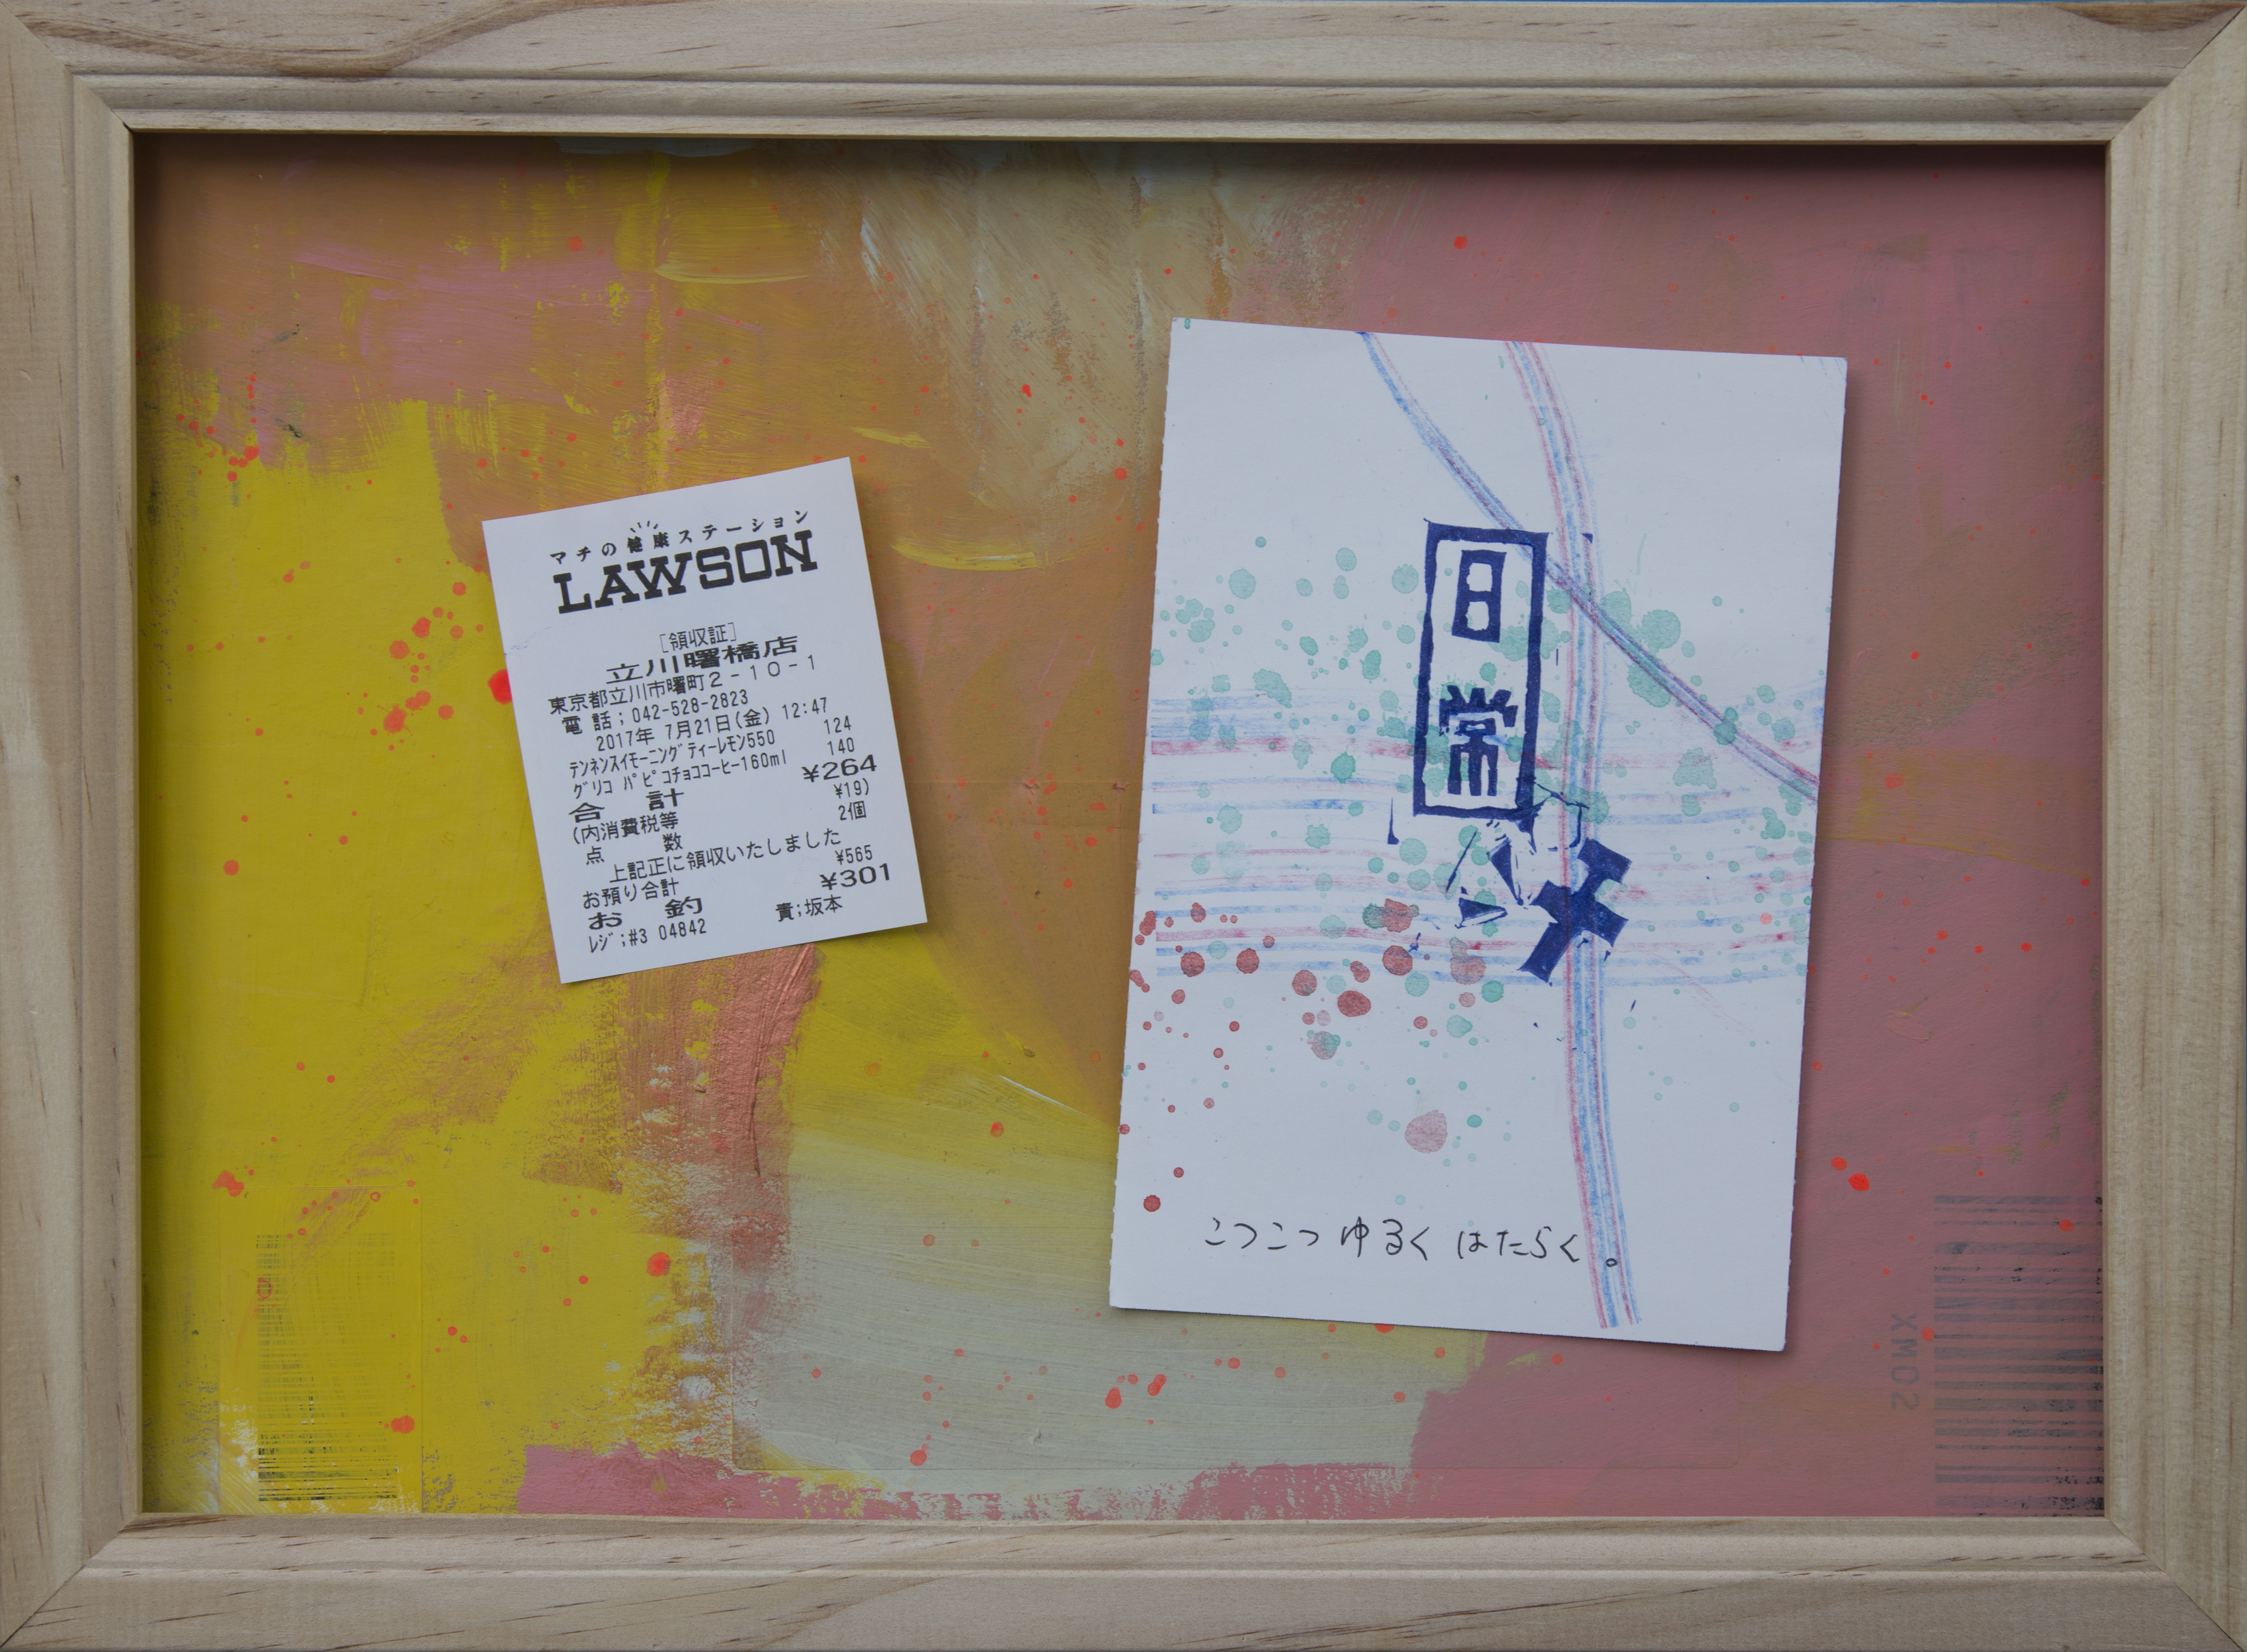 マチの健康ステーション
LAWSON
[領収証]
立川曙橋店
東京都立川市曙町2-10-1
電話;042-528-2823
2017年 7月21日(金) 12:47
テンネンスイモーニングティーレモン550 124
グリコ パピコチョココーヒー160ml 140
合計 ¥264
(内消費税等 ¥19)
点数 2個
上記正に領収いたしました
お預り合計 ¥565
お釣 ¥301
レジ;#3 04842 責;坂本
日常
こつこつ ゆるく はたらく。
XM02